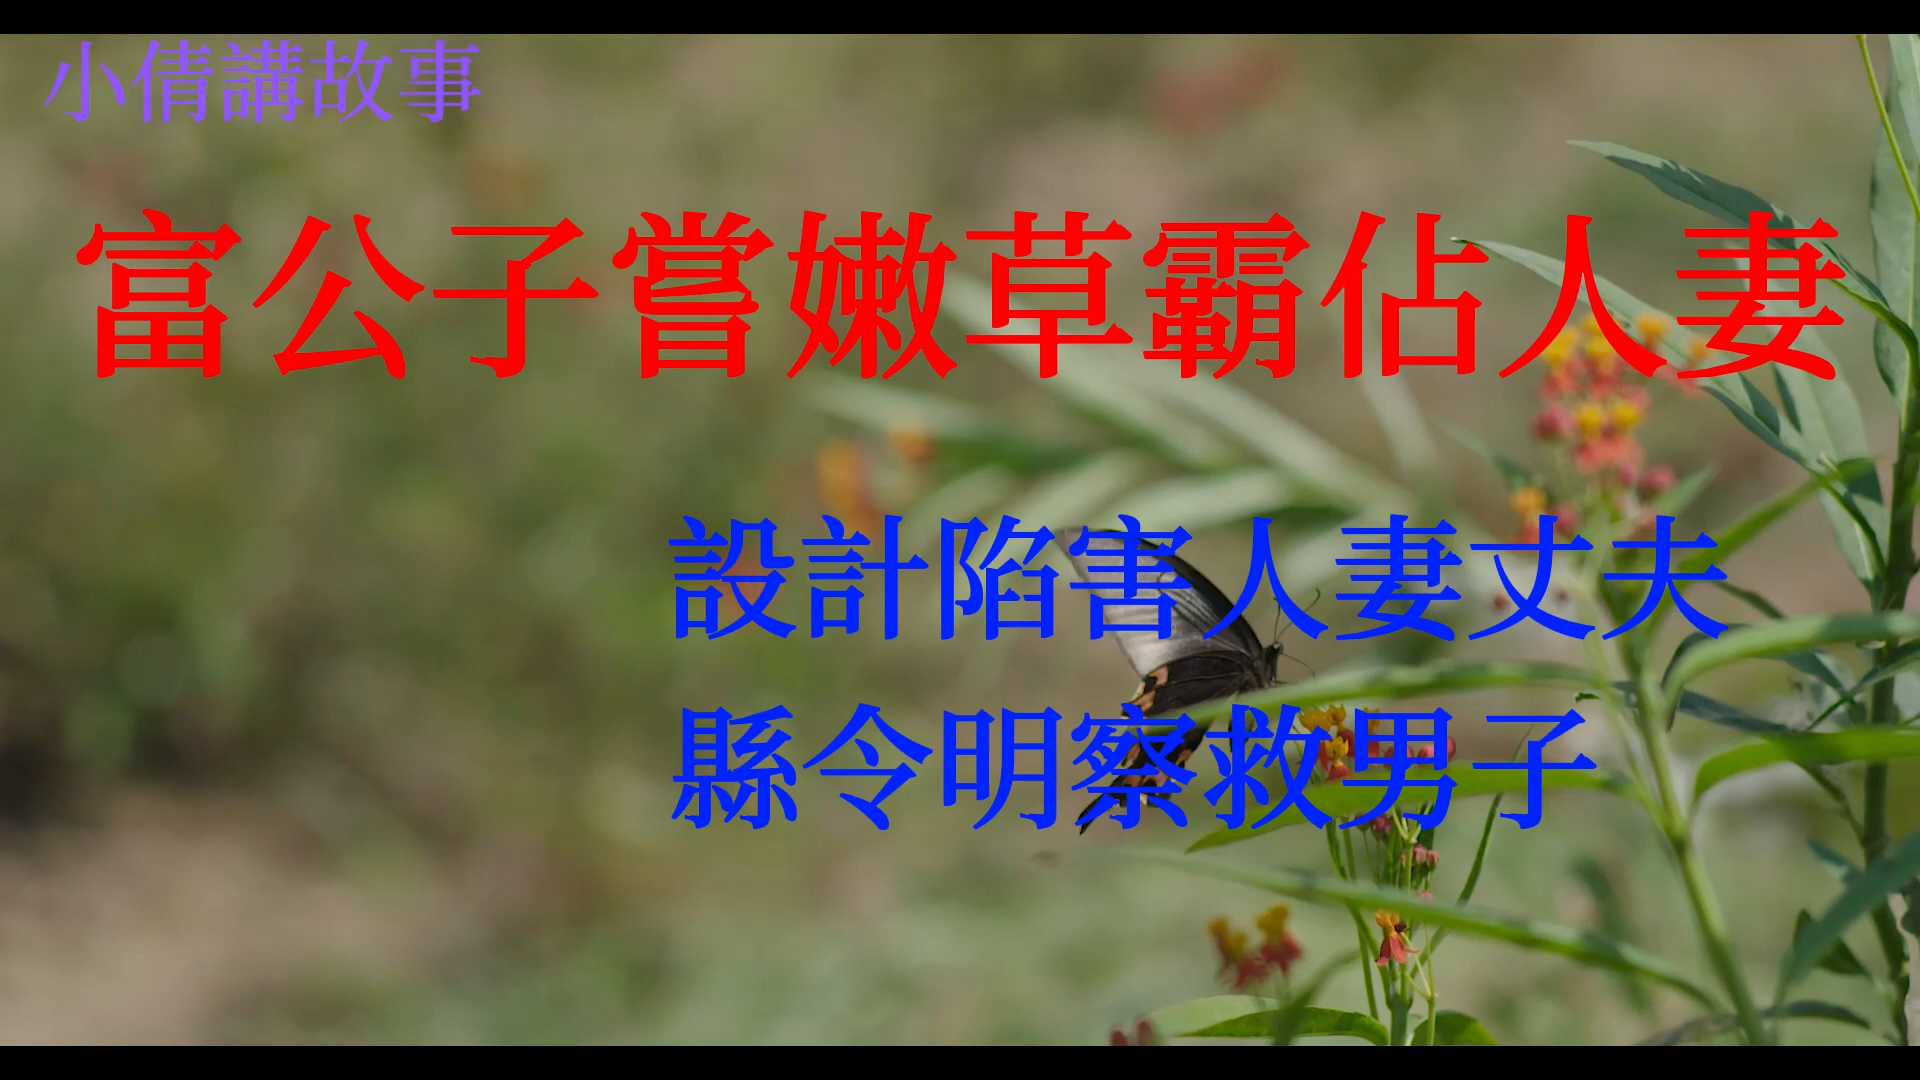 小倩講故事
富公子嘗嫩草霸佔人妻
設計陷害人妻丈夫
縣令明察救男子